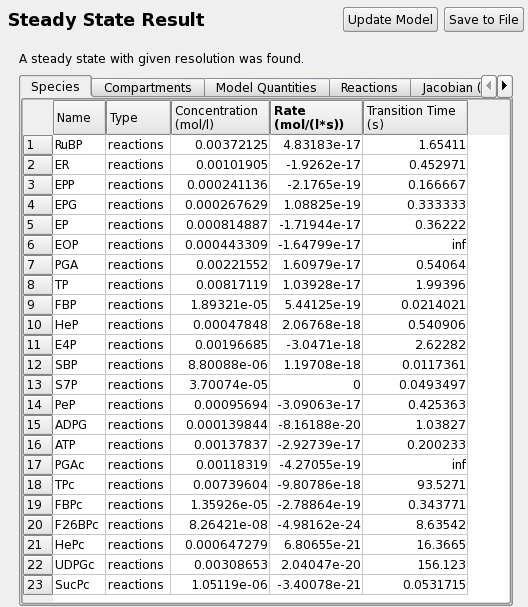 Steady State Result
Update Model
Save to File
A steady state with given resolution was found.
Species Compartments Model Quantities Reactions Jacobian (
Name Type Concentration (mol/l) Rate (mol/(l*s)) Transition Time (s)
1 RuBP reactions 0.00372125 4.83183e-17 1.65411
2 ER reactions 0.00101905 -1.9262e-17 0.452971
3 EPP reactions 0.000241136 -2.1765e-19 0.166667
4 EPG reactions 0.000267629 1.08825e-19 0.333333
5 EP reactions 0.000814887 -1.71944e-17 0.36222
6 EOP reactions 0.000443309 -1.64799e-17 inf
7 PGA reactions 0.00221552 1.60979e-17 0.54064
8 TP reactions 0.00817119 1.03928e-17 1.99396
9 FBP reactions 1.89321e-05 5.44125e-19 0.0214021
10 HeP reactions 0.00047848 2.06768e-18 0.540906
11 E4P reactions 0.00196685 -3.0471e-18 2.62282
12 SBP reactions 8.80088e-06 1.19708e-18 0.0117361
13 S7P reactions 3.70074e-05 0 0.0493497
14 PeP reactions 0.00095694 -3.09063e-17 0.425363
15 ADPG reactions 0.000139844 -8.16188e-20 1.03827
16 ATP reactions 0.00137837 -2.92739e-17 0.200233
17 PGAc reactions 0.00118319 -4.27055e-19 inf
18 TPc reactions 0.00739604 -9.80786e-18 93.5271
19 FBPc reactions 1.35926e-05 -2.78864e-19 0.343771
20 F26BPc reactions 8.26421e-08 -4.98162e-24 8.63542
21 HePc reactions 0.000647279 6.80655e-21 16.3665
22 UDPGc reactions 0.00308653 2.04047e-20 156.123
23 SucPc reactions 1.05119e-06 -3.40078e-21 0.0531715